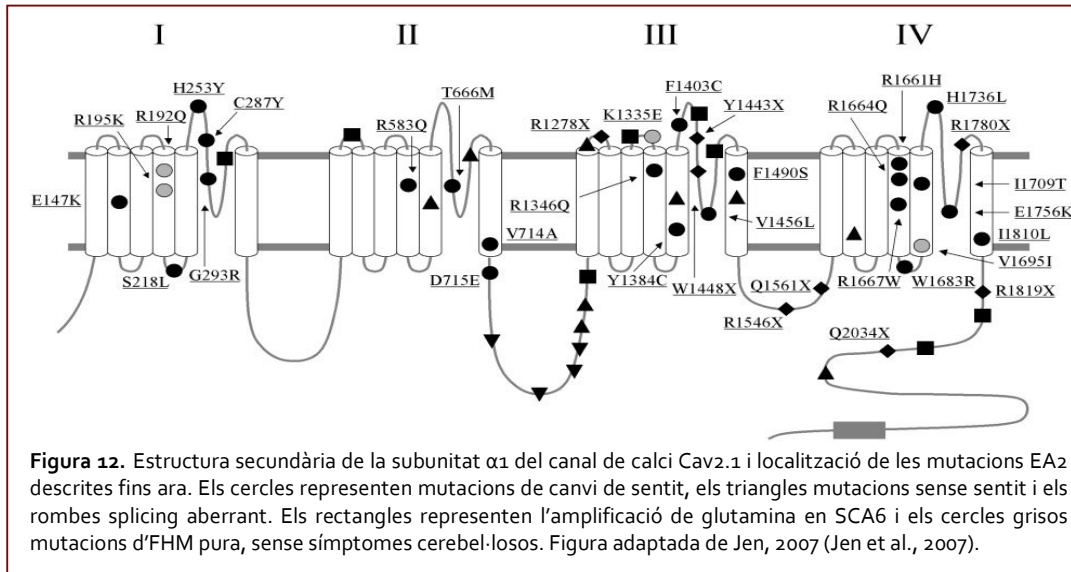 I II III IV
H253Y
R192Q
C287Y
R195K
E147K
S218L
G293R
T666M
R583Q
V714A
D715E
F1403C
K1335E
Y1443X
R1278X
R1346Q
F1490S
V1456L
Y1384C
W1448X
Q1561X
R1546X
R1661H
R1664Q
H1736L
R1780X
I1709T
E1756K
I1810L
V1695I
R1667W
W1683R
R1819X
Q2034X
Figura 12. Estructura secundària de la subunitat α1 del canal de calci Cav2.1 i localització de les mutacions EA2
descrites fins ara. Els cercles representen mutacions de canvi de sentit, els triangles mutacions sense sentit i els
rombes splicing aberrant. Els rectangles representen l'amplificació de glutamina en SCA6 i els cercles grisos
mutacions d'FHM pura, sense símptomes cerebel·losos. Figura adaptada de Jen, 2007 (Jen et al., 2007).